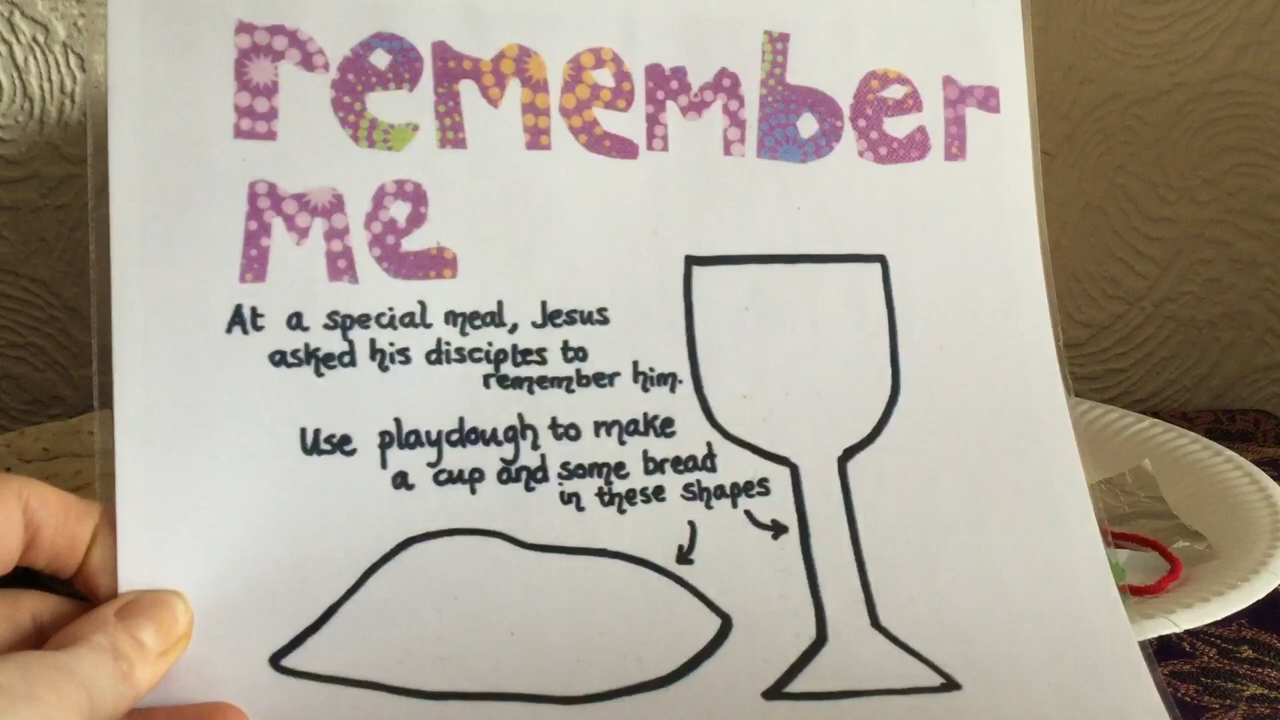 remember
me
At a special meal, Jesus
asked his disciples to
remember him.
Use playdough to make
a cup and some bread
in these shapes